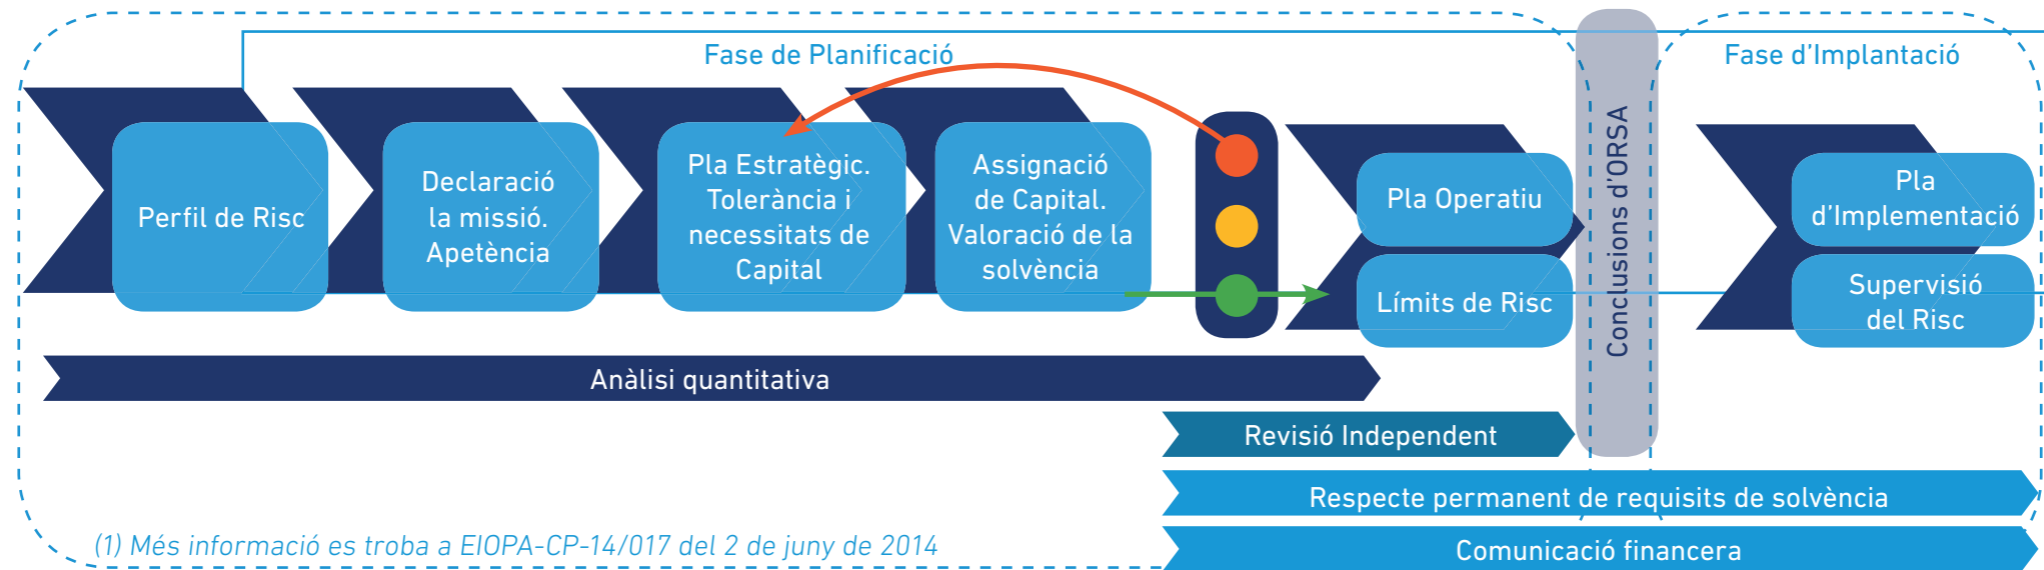 Fase de Planificació
Fase d'Implantació
Perfil de Risc
Declaració
la missió.
Apetència
Pla Estratègic.
Tolerància i
necessitats de
Capital
Assignació
de Capital.
Valoració de la
solvència
Pla Operatiu
Límits de Risc
Conclusions d'ORSA
Pla
d'Implementació
Supervisió
del Risc
Anàlisi quantitativa
Revisió Independent
Respecte permanent de requisits de solvència
Comunicació financera
(1) Més informació es troba a EIOPA-CP-14/017 del 2 de juny de 2014